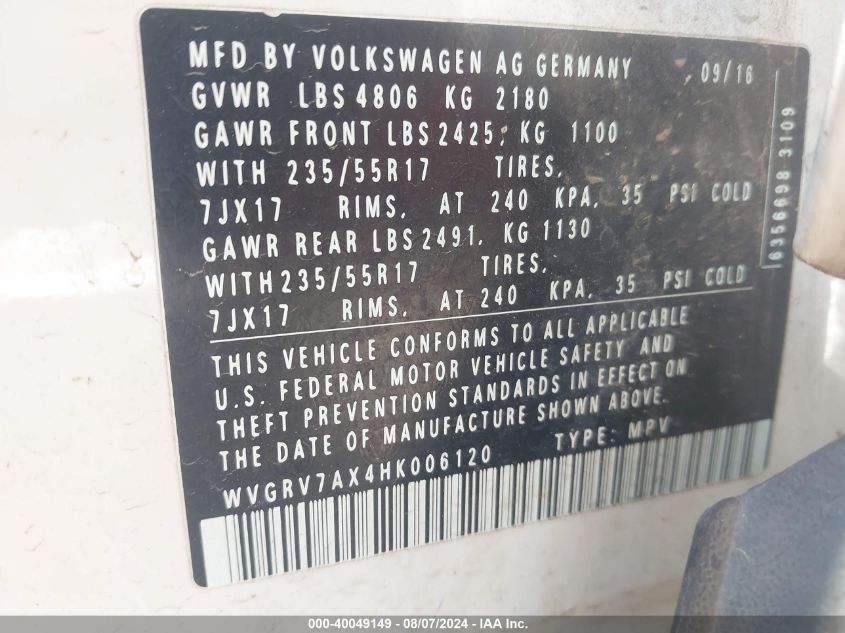 MFD BY VOLKSWAGEN AG GERMANY 09/16
GVWR LBS 4806 KG 2180
GAWR FRONT LBS 2425, KG 1100
WITH 235/55R17 TIRES,
7JX17 RIMS, AT 240 KPA, 35 PSI COLD
GAWR REAR LBS 2491, KG 1130
WITH 235/55R17 TIRES,
7JX17 RIMS, AT 240 KPA, 35 PSI COLD
THIS VEHICLE CONFORMS TO ALL APPLICABLE
U.S. FEDERAL MOTOR VEHICLE SAFETY AND
THEFT PREVENTION STANDARDS IN EFFECT ON
THE DATE OF MANUFACTURE SHOWN ABOVE.
WVGRV7AX4HK006120 TYPE: MPV
6356698 3109
000-40049149 - 08/07/2024 - IAA Inc.